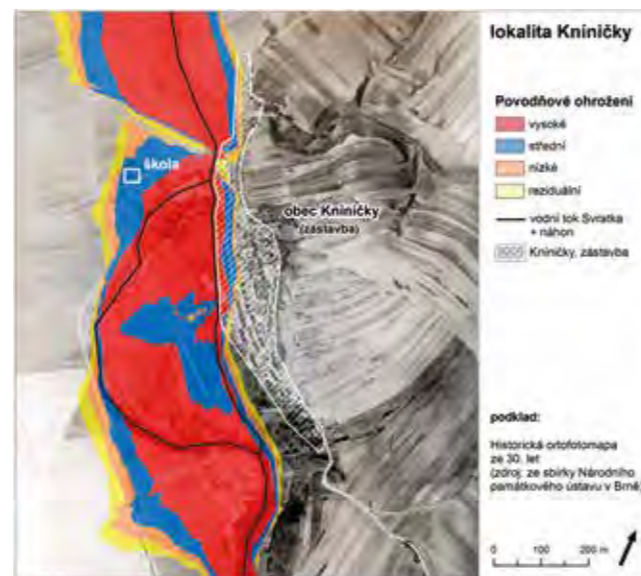 lokalita Kníničky
Povodňové ohrožení
vysoké
střední
nízké
reziduální
vodní tok Svratka
+ náhon
Kníničky, zástavba
škola
obec Kníničky
(zástavba)
podklad:
Historická ortofotomapa
ze 30. let
(zdroj: ze sbírky Národního
památkového ústavu v Brně)
0 100 200 m